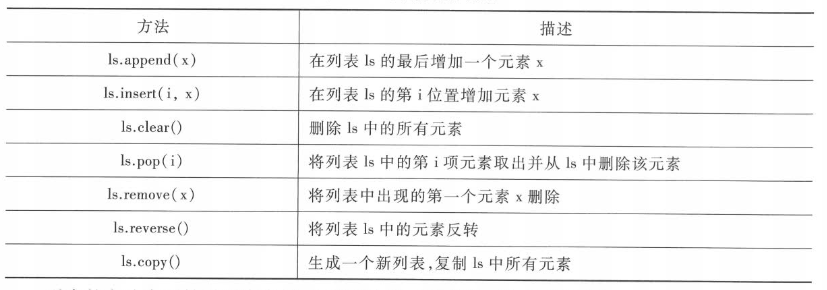 方法 描述
ls.append(x) 在列表 ls 的最后增加一个元素 x
ls.insert(i, x) 在列表 ls 的第 i 位置增加元素 x
ls.clear() 删除 ls 中的所有元素
ls.pop(i) 将列表 ls 中的第 i 项元素取出并从 ls 中删除该元素
ls.remove(x) 将列表中出现的第一个元素 x 删除
ls.reverse() 将列表 ls 中的元素反转
ls.copy() 生成一个新列表,复制 ls 中所有元素